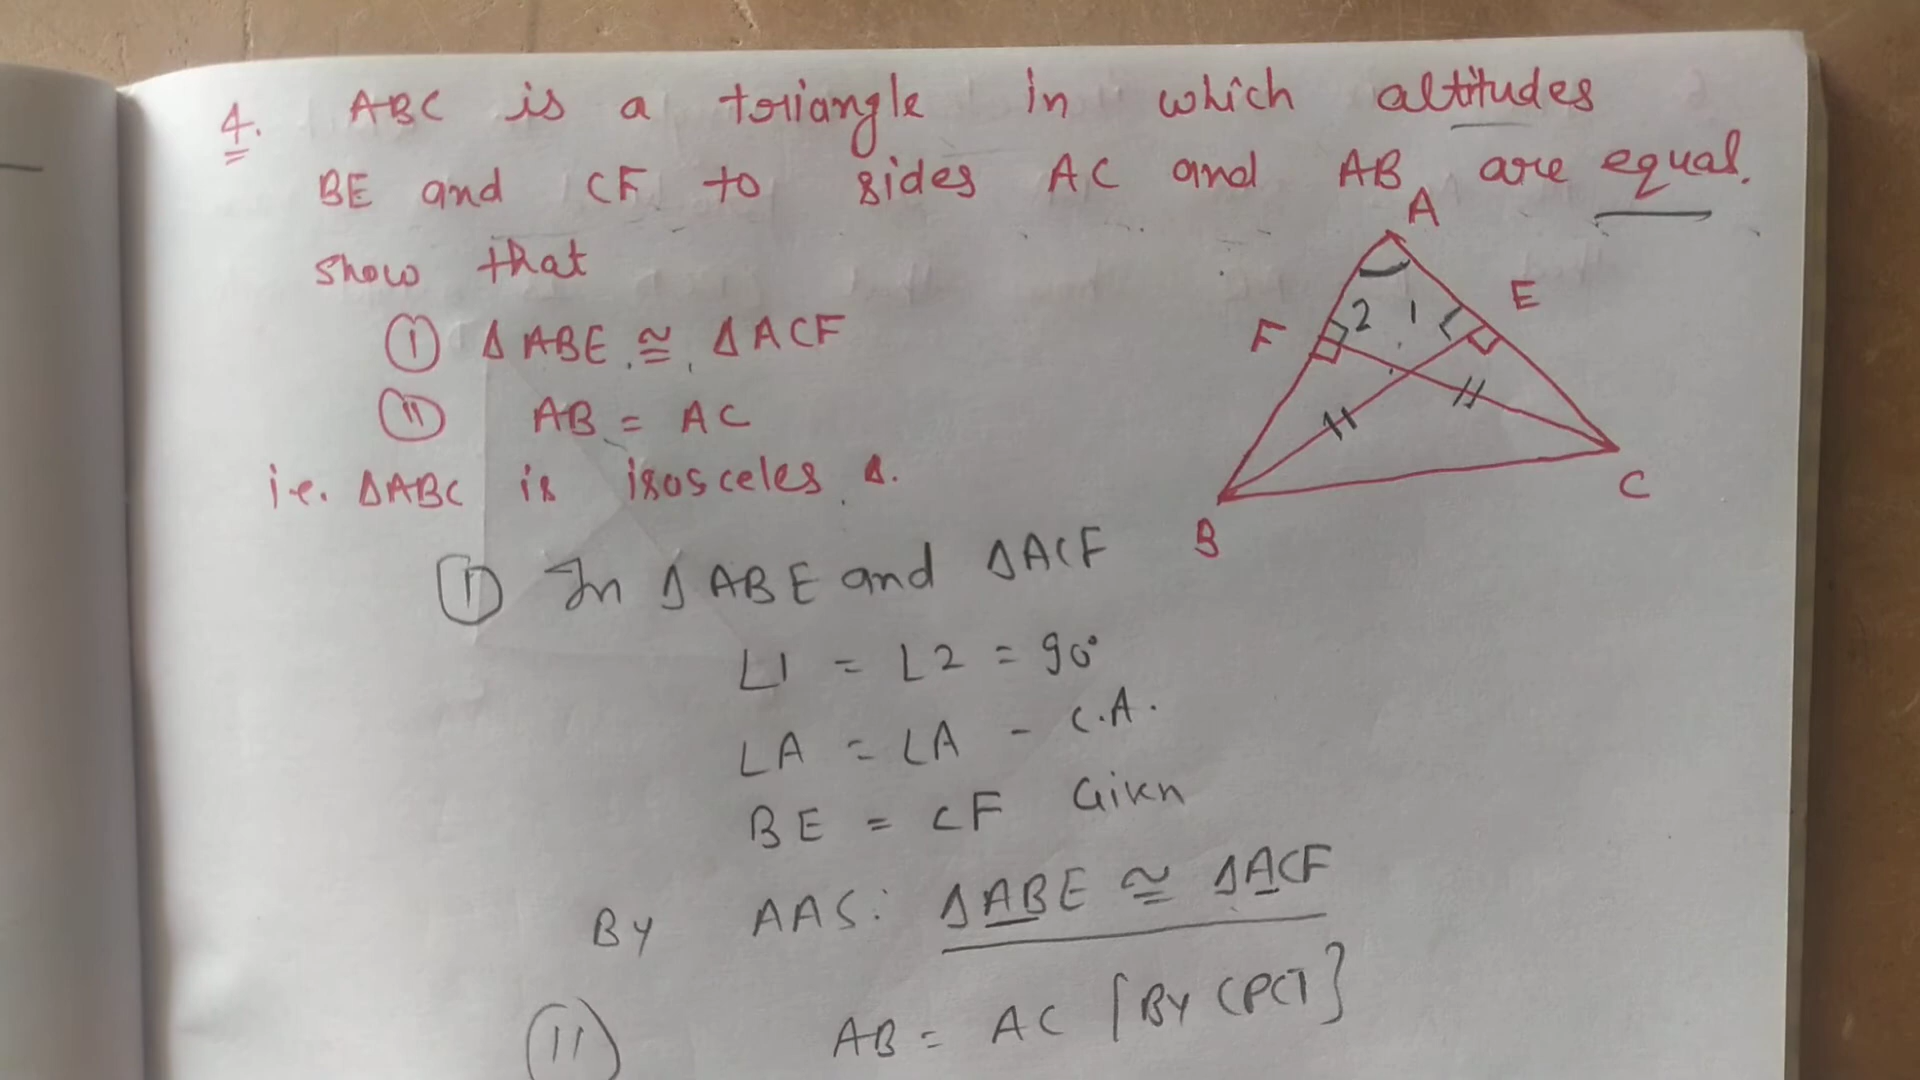 4. ABC is a triangle in which altitudes
BE and CF to sides AC and AB are equal.
show that
(I) ΔABE ≅ ΔACF
(II) AB = AC
i.e. ΔABC is isosceles Δ.
A
E
F
2 1
C
B
(I) In ΔABE and ΔACF
∠1 = ∠2 = 90°
∠A = ∠A - C.A.
BE = CF Given
By AAS: ΔABE ≅ ΔACF
(II) AB = AC [By CPCT]